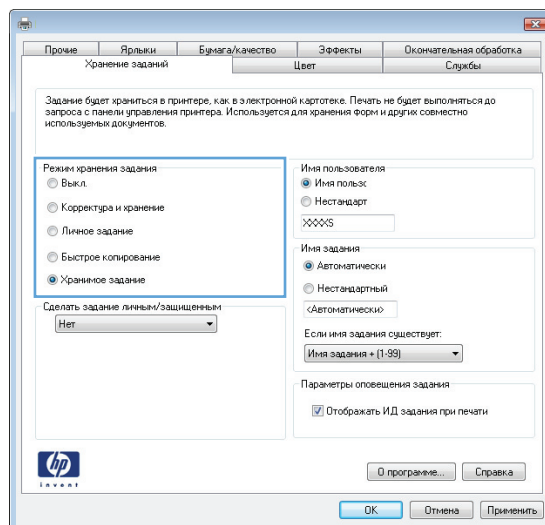 Прочие
Ярлыки
Бумага/качество
Эффекты
Окончательная обработка
Хранение заданий
Цвет
Службы
Задание будет храниться в принтере, как в электронной картотеке. Печать не будет выполняться до
запроса с панели управления принтера. Используется для хранения форм и других совместно
используемых документов.
Режим хранения задания
Выкл.
Корректура и хранение
Личное задание
Быстрое копирование
Хранимое задание
Сделать задание личным/защищенным
Нет
Имя пользователя
Имя пользс
Нестандарт
XXXXS
Имя задания
Автоматически
Нестандартный
<Автоматически>
Если имя задания существует:
Имя задания + (1-99)
Параметры оповещения задания
Отображать ИД задания при печати
hp
invent
О программе...
Справка
OK
Отмена
Применить